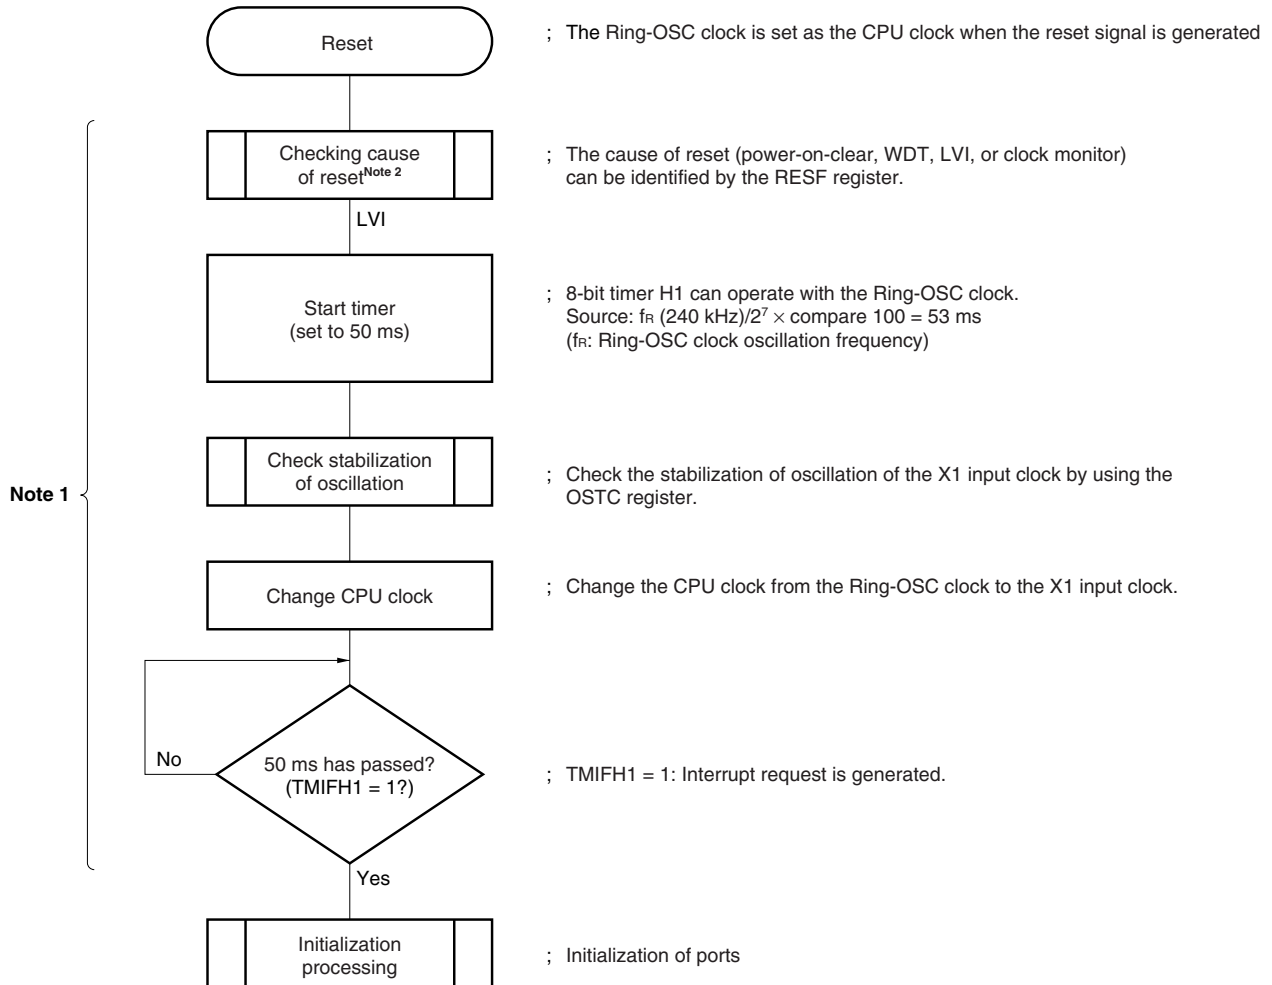 Reset
; The Ring-OSC clock is set as the CPU clock when the reset signal is generated
Checking cause
of resetNote 2
; The cause of reset (power-on-clear, WDT, LVI, or clock monitor)
can be identified by the RESF register.
LVI
Start timer
(set to 50 ms)
; 8-bit timer H1 can operate with the Ring-OSC clock.
Source: fR (240 kHz)/2⁷ × compare 100 = 53 ms
(fR: Ring-OSC clock oscillation frequency)
Note 1
Check stabilization
of oscillation
; Check the stabilization of oscillation of the X1 input clock by using the
OSTC register.
Change CPU clock
; Change the CPU clock from the Ring-OSC clock to the X1 input clock.
No
50 ms has passed?
(TMIFH1 = 1?)
; TMIFH1 = 1: Interrupt request is generated.
Yes
Initialization
processing
; Initialization of ports